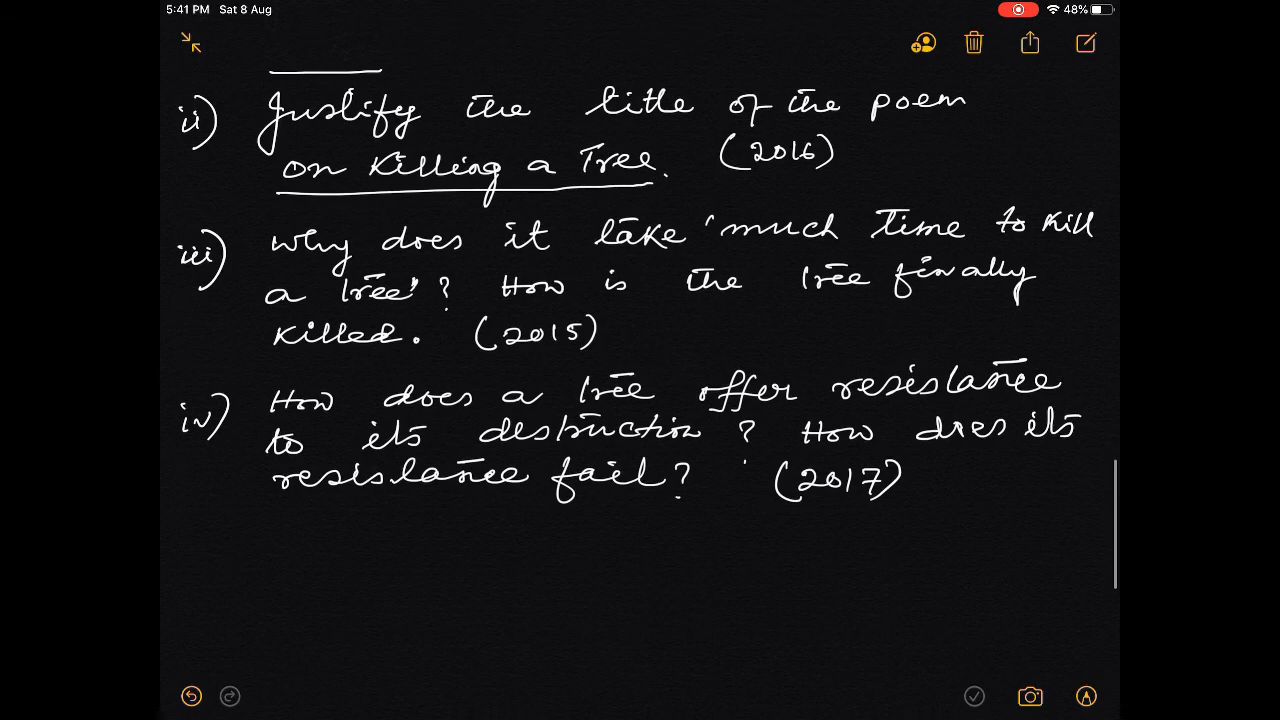 5:41 PM Sat 8 Aug
48%
ii) Justify the title of the poem
On Killing a Tree. (2016)
iii) Why does it take 'much time to kill
a tree'? How is the tree finally
killed. (2015)
iv) How does a tree offer resistance
to its destruction? How does its
resistance fail? (2017)